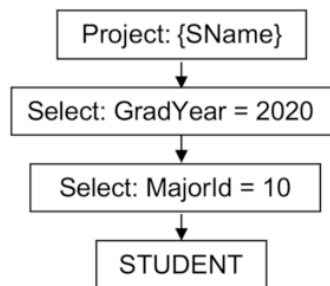 Project: {SName}
Select: GradYear = 2020
Select: MajorId = 10
STUDENT